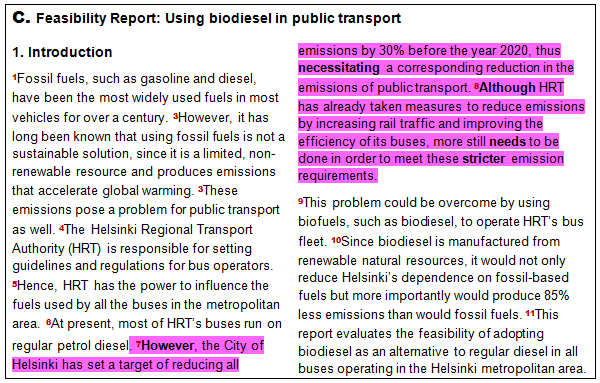 C. Feasibility Report: Using biodiesel in public transport
1. Introduction
1Fossil fuels, such as gasoline and diesel,
have been the most widely used fuels in most
vehicles for over a century. 3However, it has
long been known that using fossil fuels is not a
sustainable solution, since it is a limited, non-
renewable resource and produces emissions
that accelerate global warming. 3These
emissions pose a problem for public transport
as well. 4The Helsinki Regional Transport
Authority (HRT) is responsible for setting
guidelines and regulations for bus operators.
5Hence, HRT has the power to influence the
fuels used by all the buses in the metropolitan
area. 6At present, most of HRT's buses run on
regular petrol diesel. 7However, the City of
Helsinki has set a target of reducing all
emissions by 30% before the year 2020, thus
necessitating a corresponding reduction in the
emissions of public transport. 8Although HRT
has already taken measures to reduce emissions
by increasing rail traffic and improving the
efficiency of its buses, more still needs to be
done in order to meet these stricter emission
requirements.
9This problem could be overcome by using
biofuels, such as biodiesel, to operate HRT's bus
fleet. 10Since biodiesel is manufactured from
renewable natural resources, it would not only
reduce Helsinki's dependence on fossil-based
fuels but more importantly would produce 85%
less emissions than would fossil fuels. 11This
report evaluates the feasibility of adopting
biodiesel as an alternative to regular diesel in all
buses operating in the Helsinki metropolitan area.